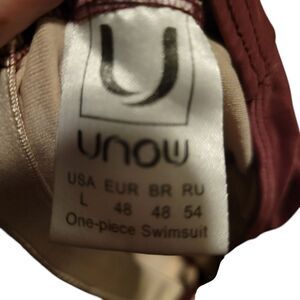 UNOW
USA EUR BR RU
L 48 48 54
One-piece Swimsuit